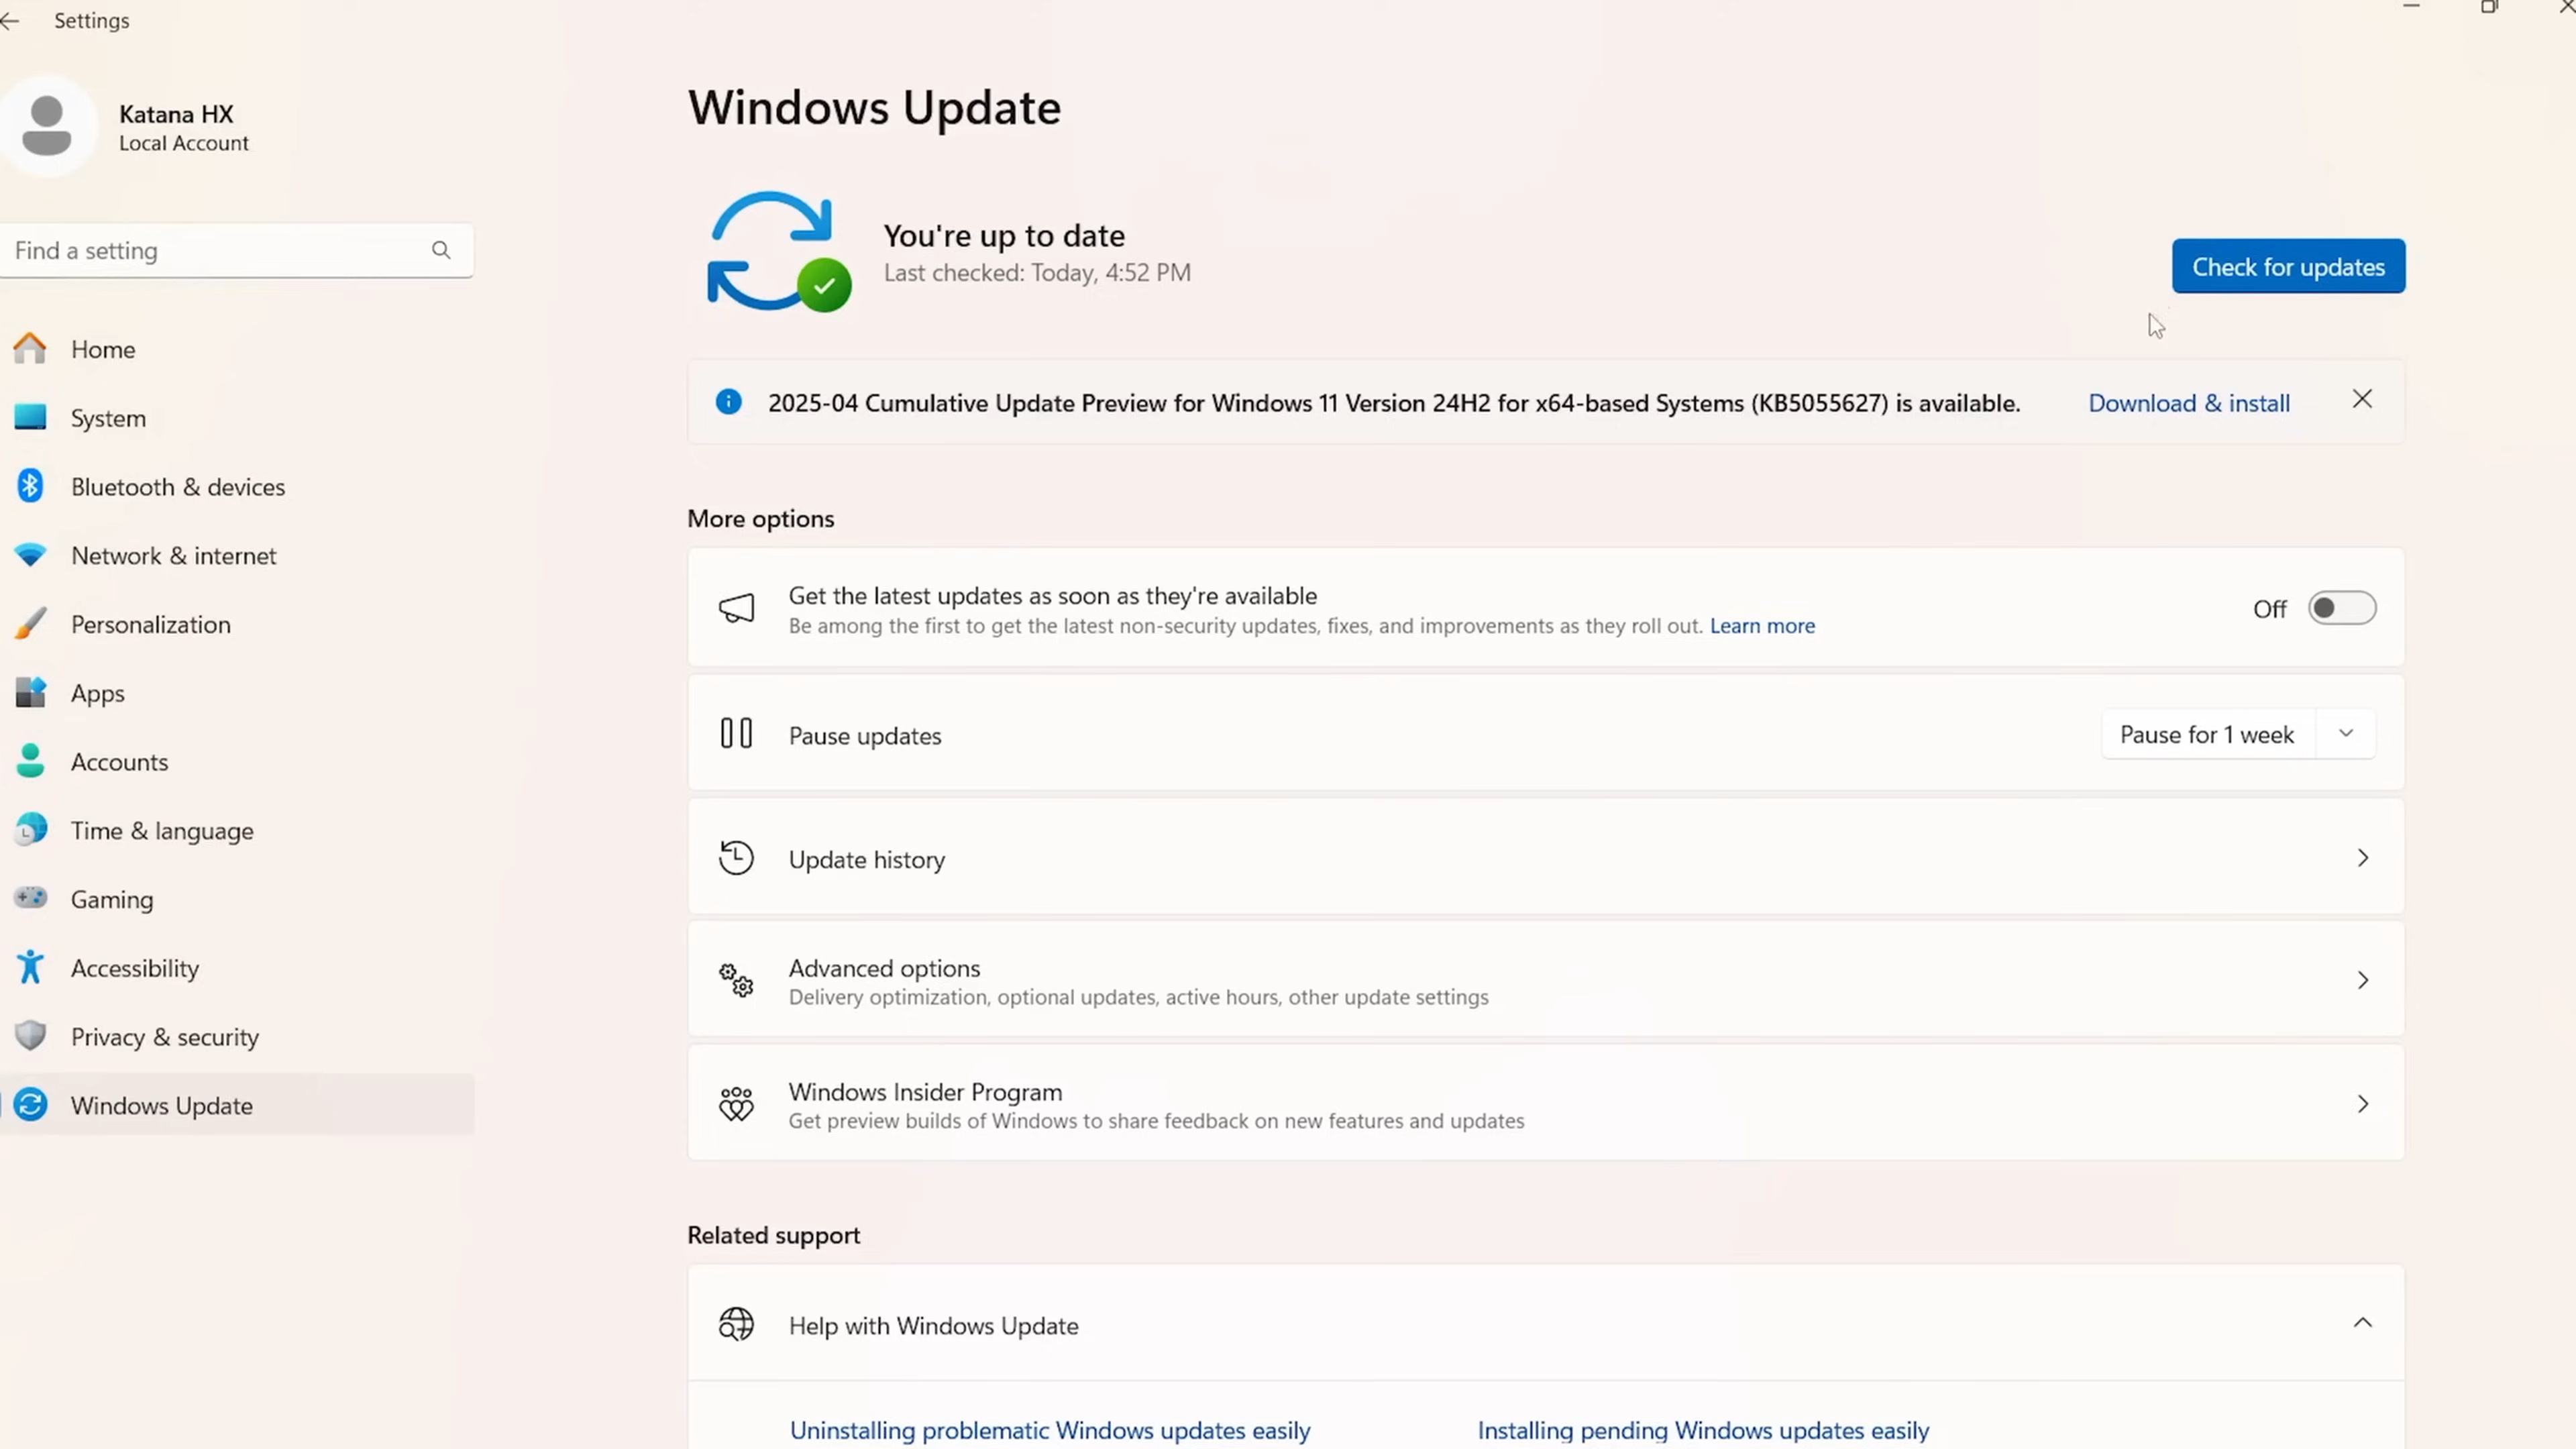 Settings
Katana HX
Local Account
Find a setting
Home
System
Bluetooth & devices
Network & internet
Personalization
Apps
Accounts
Time & language
Gaming
Accessibility
Privacy & security
Windows Update
Windows Update
You're up to date
Last checked: Today, 4:52 PM
Check for updates
2025-04 Cumulative Update Preview for Windows 11 Version 24H2 for x64-based Systems (KB5055627) is available.
Download & install
More options
Get the latest updates as soon as they're available
Be among the first to get the latest non-security updates, fixes, and improvements as they roll out. Learn more
Off
Pause updates
Pause for 1 week
Update history
Advanced options
Delivery optimization, optional updates, active hours, other update settings
Windows Insider Program
Get preview builds of Windows to share feedback on new features and updates
Related support
Help with Windows Update
Uninstalling problematic Windows updates easily
Installing pending Windows updates easily